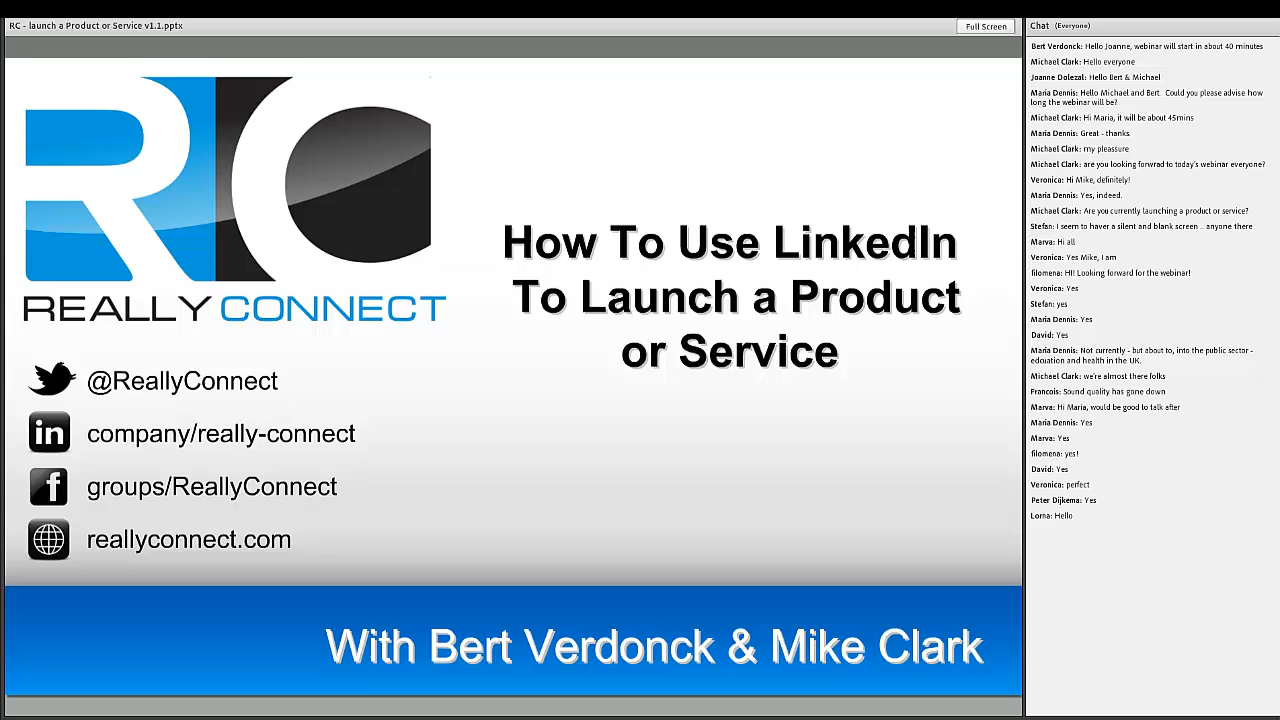 RC - launch a Product or Service v1.1.pptx
Full Screen
RC
REALLYCONNECT
How To Use LinkedIn
To Launch a Product
or Service
@ReallyConnect
in company/really-connect
f groups/ReallyConnect
reallyconnect.com
With Bert Verdonck & Mike Clark
Chat (Everyone)
Bert Verdonck: Hello Joanne, webinar will start in about 40 minutes
Michael Clark: Hello everyone
Joanne Dolezal: Hello Bert & Michael
Maria Dennis: Hello Michael and Bert. Could you please advise how
long the webinar will be?
Michael Clark: Hi Maria, it will be about 45mins
Maria Dennis: Great - thanks.
Michael Clark: my pleassure
Michael Clark: are you looking forwrad to today's webinar everyone?
Veronica: Hi Mike, definitely!
Maria Dennis: Yes, indeed.
Michael Clark: Are you currently launching a product or service?
Stefan: I seem to haver a silent and blank screen .. anyone there
Marva: Hi all
Veronica: Yes Mike, I am
filomena: HI! Looking forward for the webinar!
Veronica: Yes
Stefan: yes
Maria Dennis: Yes
David: Yes
Maria Dennis: Not currently - but about to, into the public sector -
edcuation and health in the UK.
Michael Clark: we're almost there folks
Francois: Sound quality has gone down
Marva: Hi Maria, would be good to talk after
Maria Dennis: Yes
Marva: Yes
filomena: yes!
David: Yes
Veronica: perfect
Peter Dijkema: Yes
Lorna: Hello